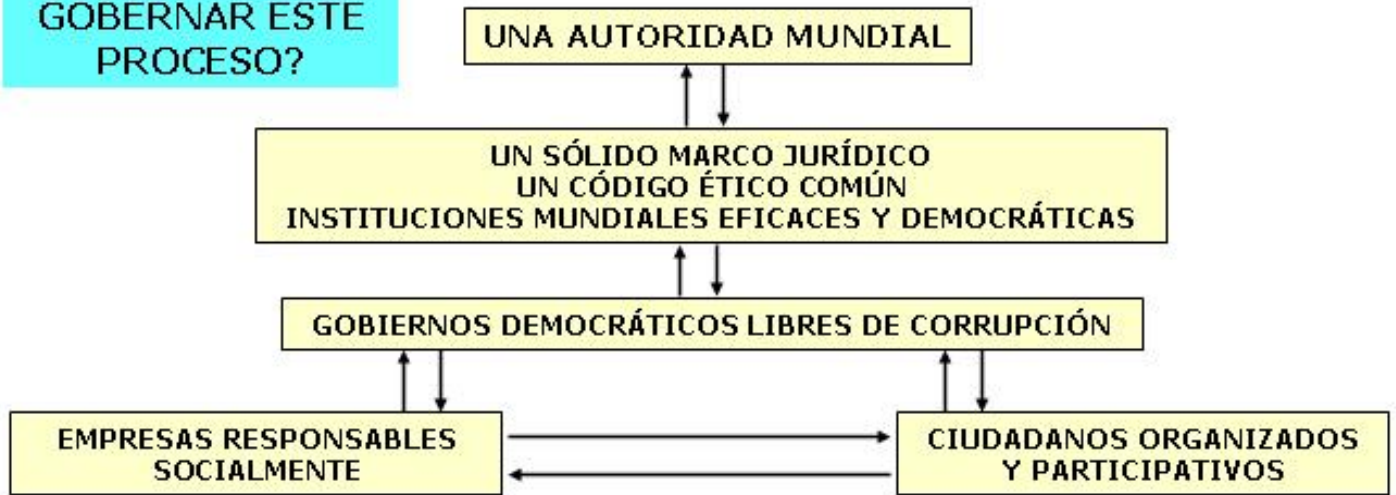 GOBERNAR ESTE
PROCESO?
UNA AUTORIDAD MUNDIAL
UN SÓLIDO MARCO JURÍDICO
UN CÓDIGO ÉTICO COMÚN
INSTITUCIONES MUNDIALES EFICACES Y DEMOCRÁTICAS
GOBIERNOS DEMOCRÁTICOS LIBRES DE CORRUPCIÓN
EMPRESAS RESPONSABLES
SOCIALMENTE
CIUDADANOS ORGANIZADOS
Y PARTICIPATIVOS